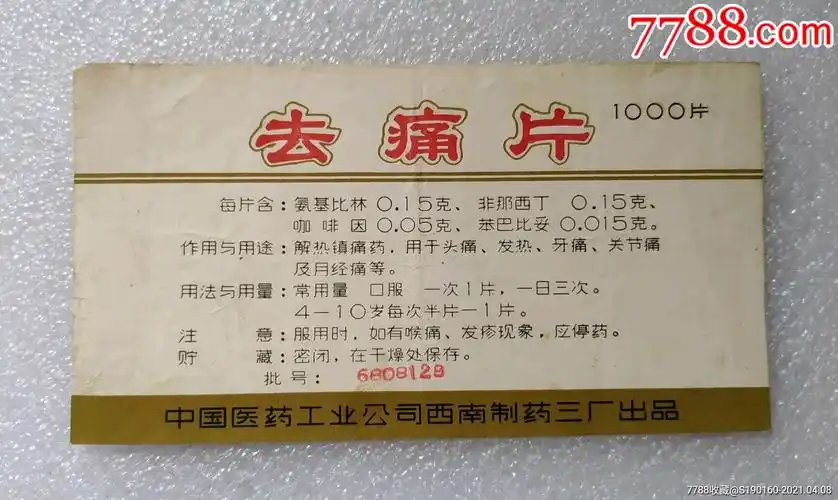 7788.com
去痛片
1000片
每片含：氨基比林 0.15克、非那西丁 0.15克、
咖啡因 0.05克、苯巴比妥 0.015克。
作用与用途：解热镇痛药，用于头痛、发热、牙痛、关节痛
及月经痛等。
用法与用量：常用量 口服 一次1片，一日三次。
4－10岁每次半片－1片。
注意：服用时，如有喉痛、发疹现象，应停药。
贮藏：密闭，在干燥处保存。
批号：6808129
中国医药工业公司西南制药三厂出品
7788收藏@S190160-2021.04.08